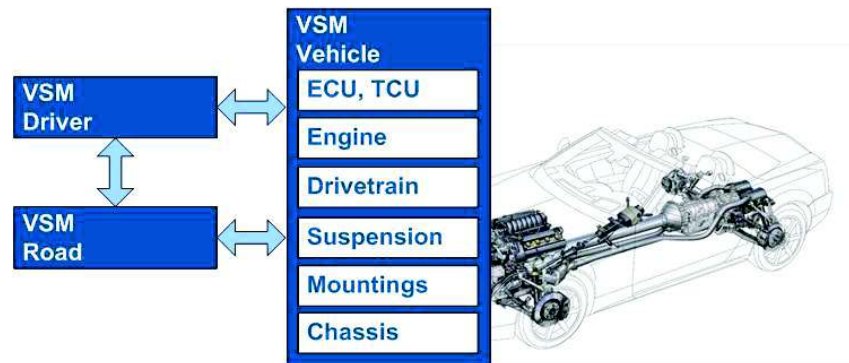 VSM
Vehicle
ECU, TCU
VSM
Driver
Engine
Drivetrain
VSM
Road
Suspension
Mountings
Chassis